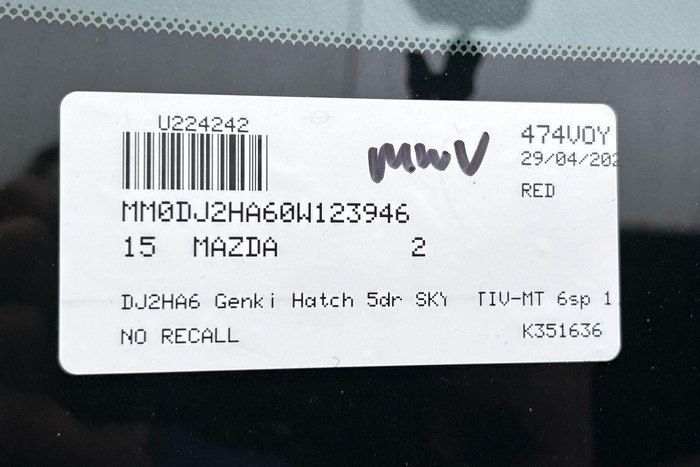 U224242
MWV
474VOY
29/04/202
RED
MM0DJ2HA60W123946
15 MAZDA 2
DJ2HA6 Genki Hatch 5dr SKY TIV-MT 6sp 1.
NO RECALL
K351636